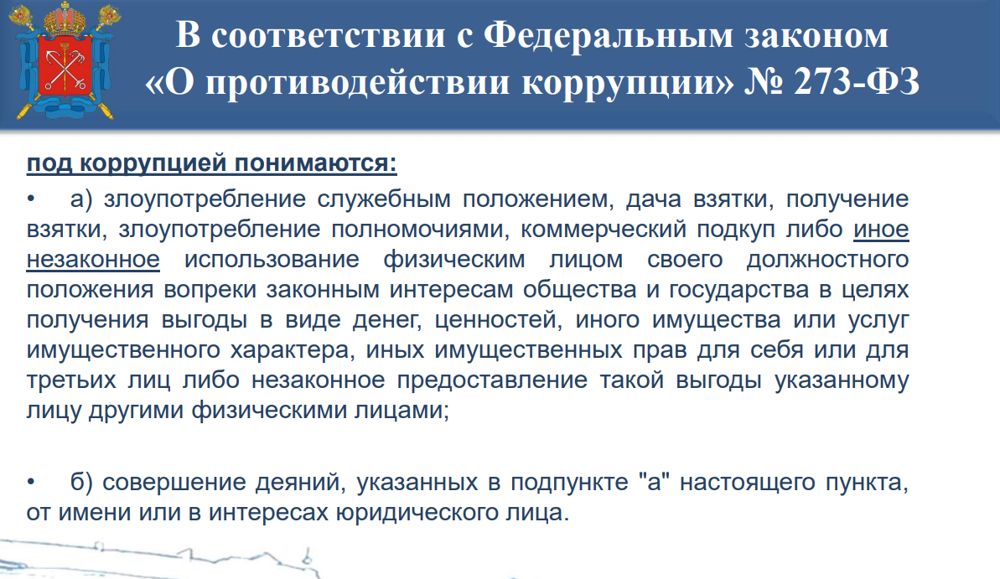 В соответствии с Федеральным законом
«О противодействии коррупции» № 273-ФЗ
под коррупцией понимаются:
• а) злоупотребление служебным положением, дача взятки, получение
взятки, злоупотребление полномочиями, коммерческий подкуп либо иное
незаконное использование физическим лицом своего должностного
положения вопреки законным интересам общества и государства в целях
получения выгоды в виде денег, ценностей, иного имущества или услуг
имущественного характера, иных имущественных прав для себя или для
третьих лиц либо незаконное предоставление такой выгоды указанному
лицу другими физическими лицами;
• б) совершение деяний, указанных в подпункте "а" настоящего пункта,
от имени или в интересах юридического лица.